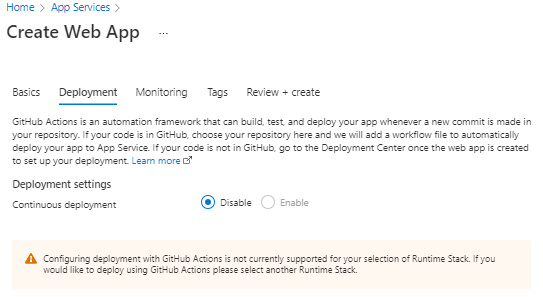 Home > App Services >
Create Web App ...
Basics Deployment Monitoring Tags Review + create
GitHub Actions is an automation framework that can build, test, and deploy your app whenever a new commit is made in
your repository. If your code is in GitHub, choose your repository here and we will add a workflow file to automatically
deploy your app to App Service. If your code is not in GitHub, go to the Deployment Center once the web app is created
to set up your deployment. Learn more
Deployment settings
Continuous deployment Disable Enable
Configuring deployment with GitHub Actions is not currently supported for your selection of Runtime Stack. If you
would like to deploy using GitHub Actions please select another Runtime Stack.